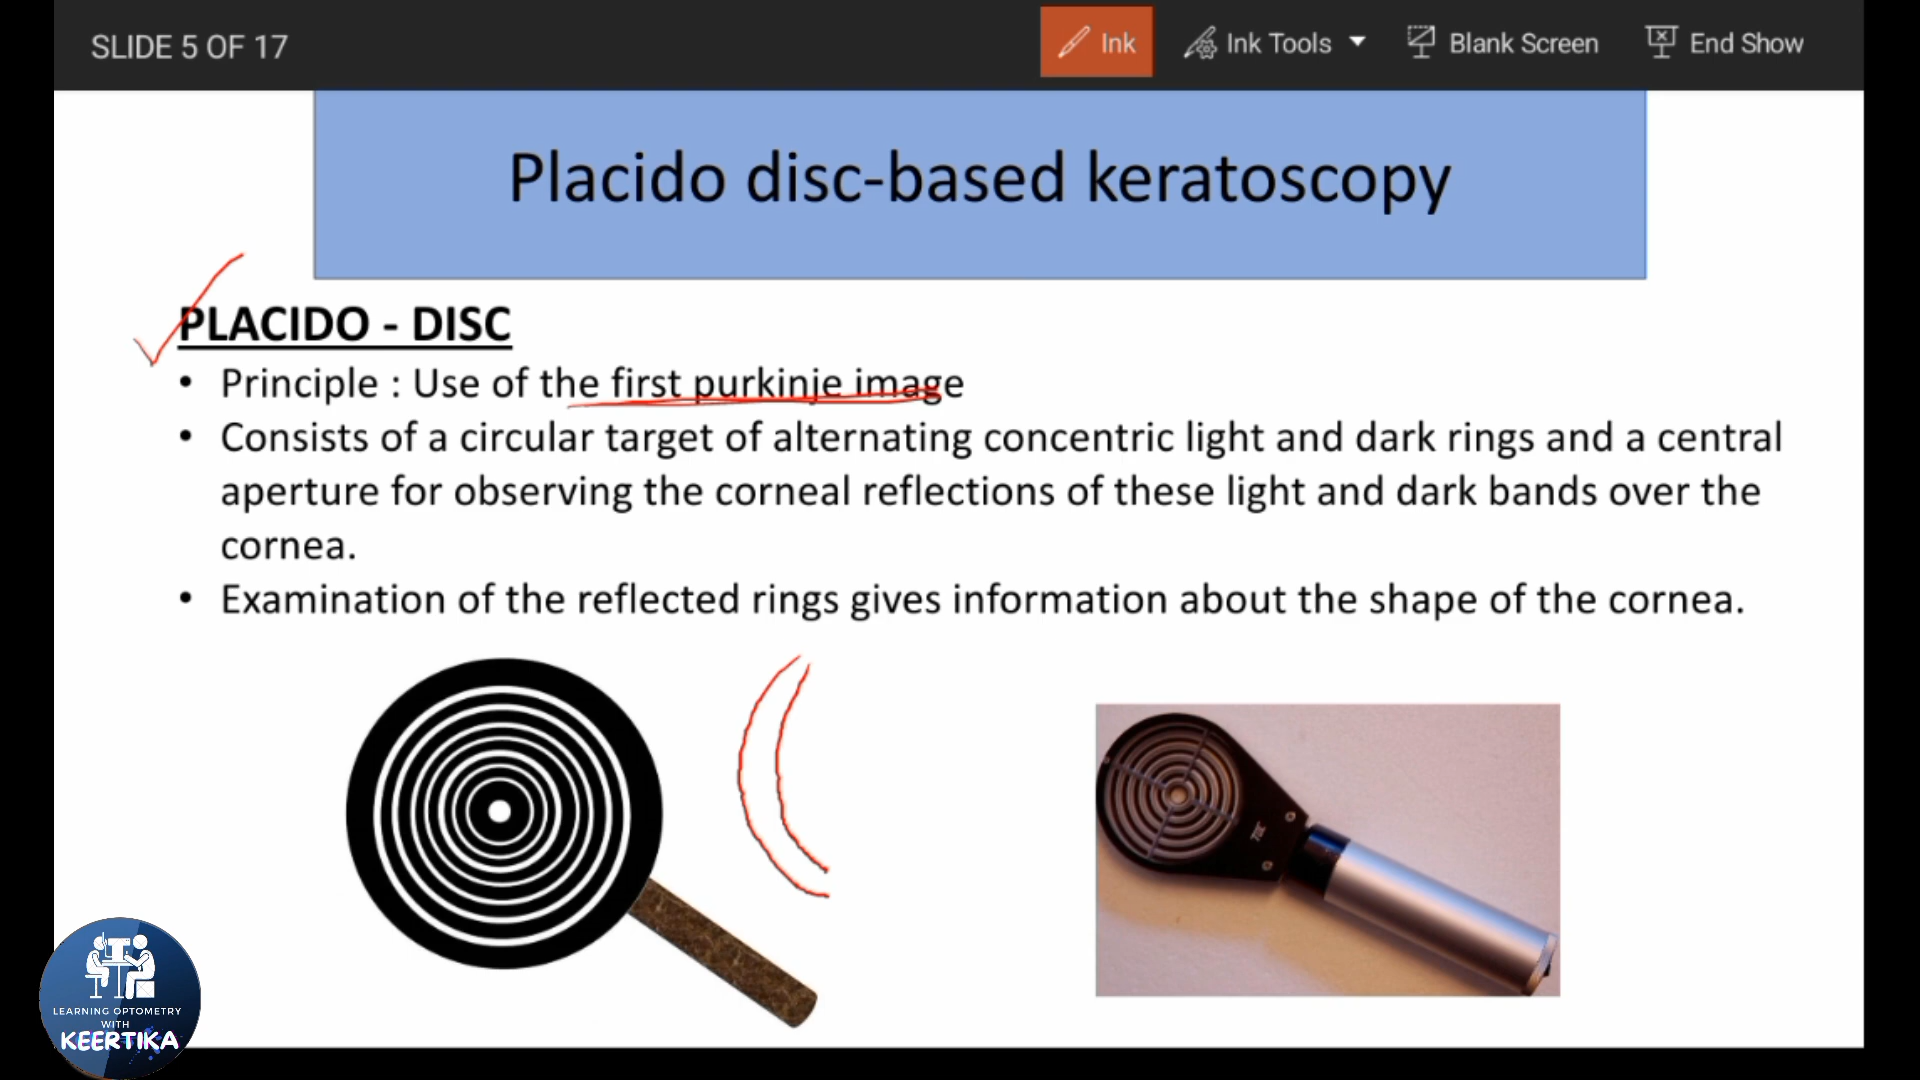 SLIDE 5 OF 17
Ink
Ink Tools
Blank Screen
End Show
Placido disc-based keratoscopy
PLACIDO - DISC
• Principle : Use of the first purkinje image
• Consists of a circular target of alternating concentric light and dark rings and a central
aperture for observing the corneal reflections of these light and dark bands over the
cornea.
• Examination of the reflected rings gives information about the shape of the cornea.
LEARNING OPTOMETRY
WITH
KEERTIKA